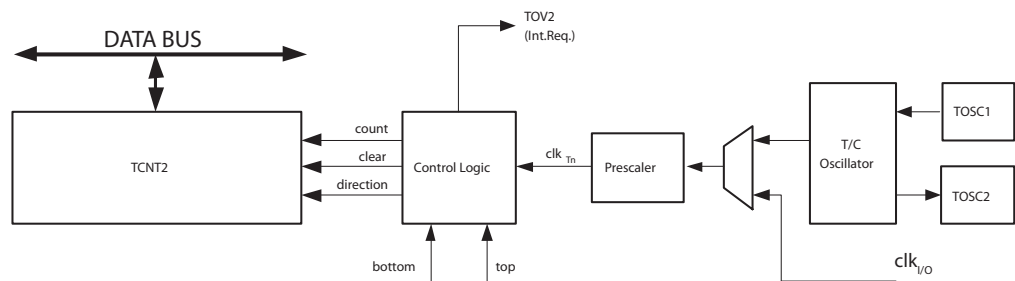 TOV2
(Int.Req.)
DATA BUS
TOSC1
count
T/C
Oscillator
clk Tn
TCNT2
clear
Control Logic
Prescaler
direction
TOSC2
bottom
top
clk I/O